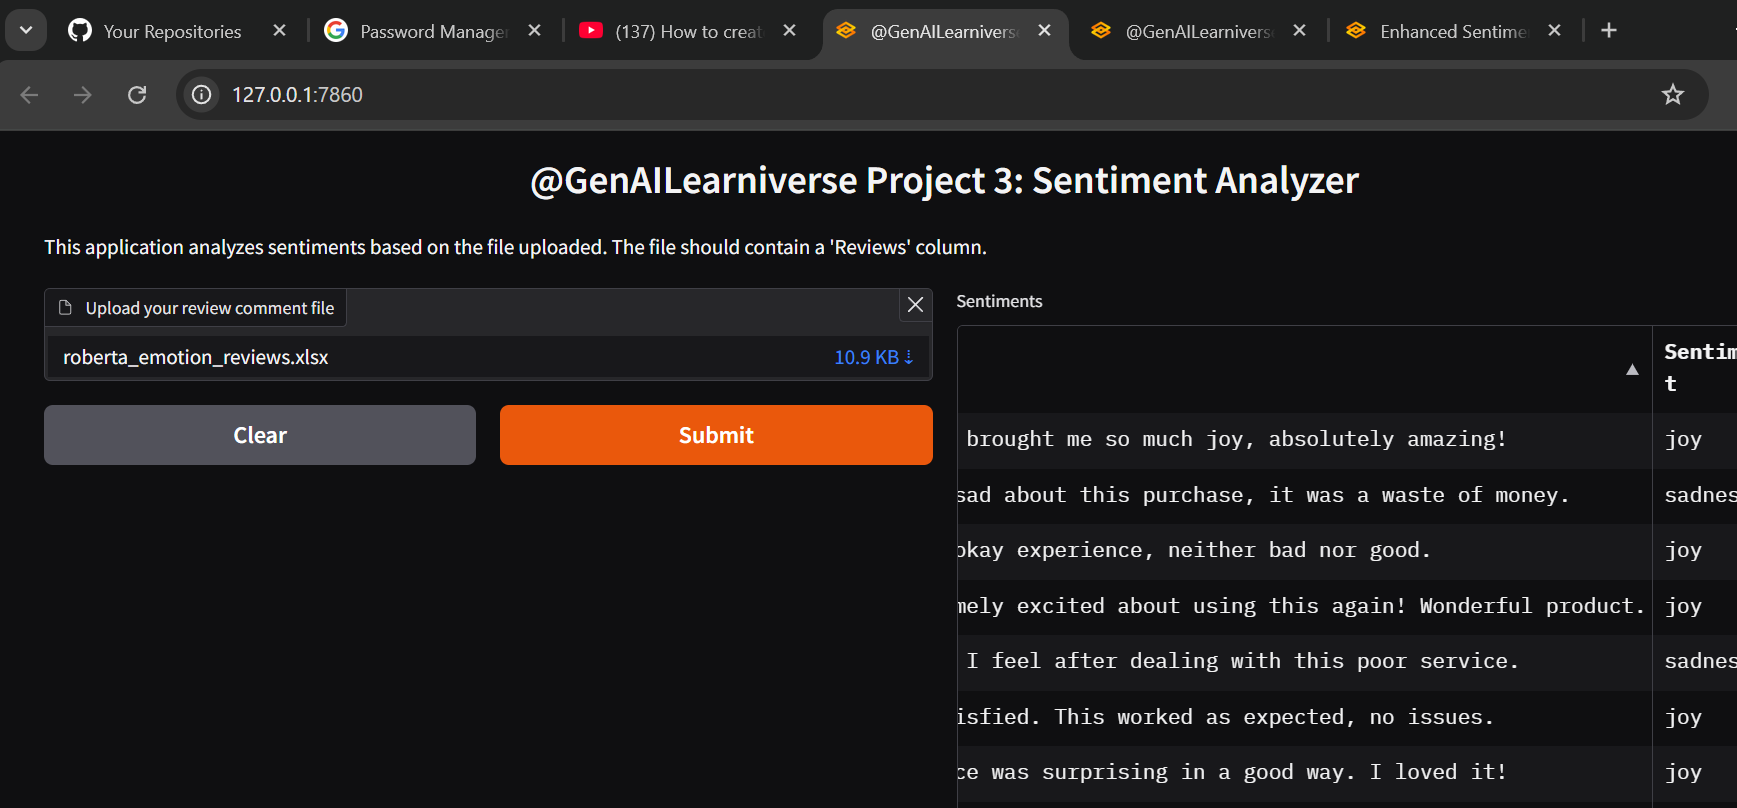 Your Repositories
Password Manager
(137) How to creat
@GenAILearnivers
@GenAILearnivers
Enhanced Sentime
127.0.0.1:7860
@GenAILearniverse Project 3: Sentiment Analyzer
This application analyzes sentiments based on the file uploaded. The file should contain a 'Reviews' column.
Upload your review comment file
roberta_emotion_reviews.xlsx 10.9 KB ⇣
Clear Submit
Sentiments
Sentim
t
brought me so much joy, absolutely amazing! joy
sad about this purchase, it was a waste of money. sadnes
okay experience, neither bad nor good. joy
mely excited about using this again! Wonderful product. joy
I feel after dealing with this poor service. sadnes
isfied. This worked as expected, no issues. joy
ce was surprising in a good way. I loved it! joy